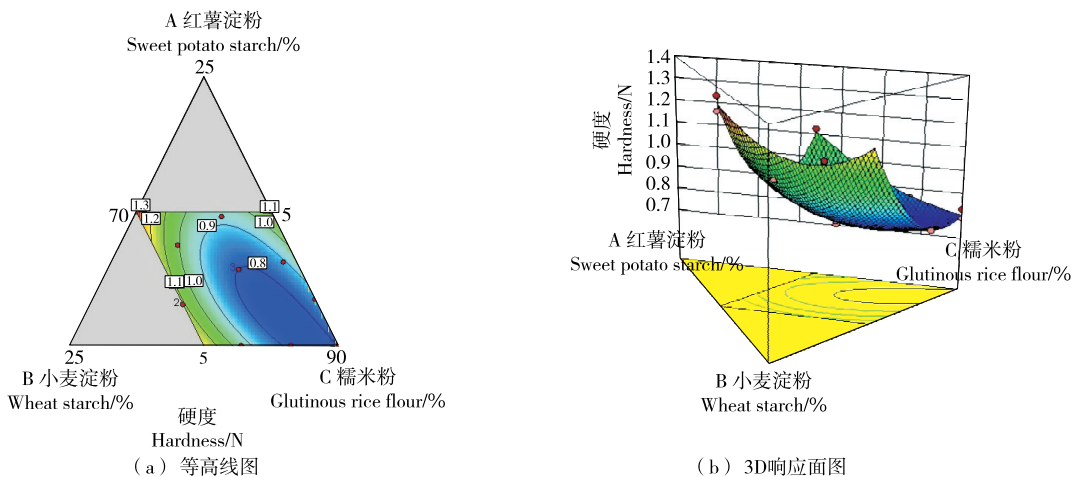 A 红薯淀粉
Sweet potato starch/%
25
1.3
1.2
70
1.1
5
1.0
0.9
0.8
1.1
1.0
2
25
5
90
B 小麦淀粉
Wheat starch/%
C 糯米粉
Glutinous rice flour/%
硬度
Hardness/N
(a) 等高线图
1.4
1.3
1.2
1.1
1.0
0.9
0.8
0.7
硬度
Hardness/N
A 红薯淀粉
Sweet potato starch/%
C 糯米粉
Glutinous rice flour/%
B 小麦淀粉
Wheat starch/%
(b) 3D响应面图